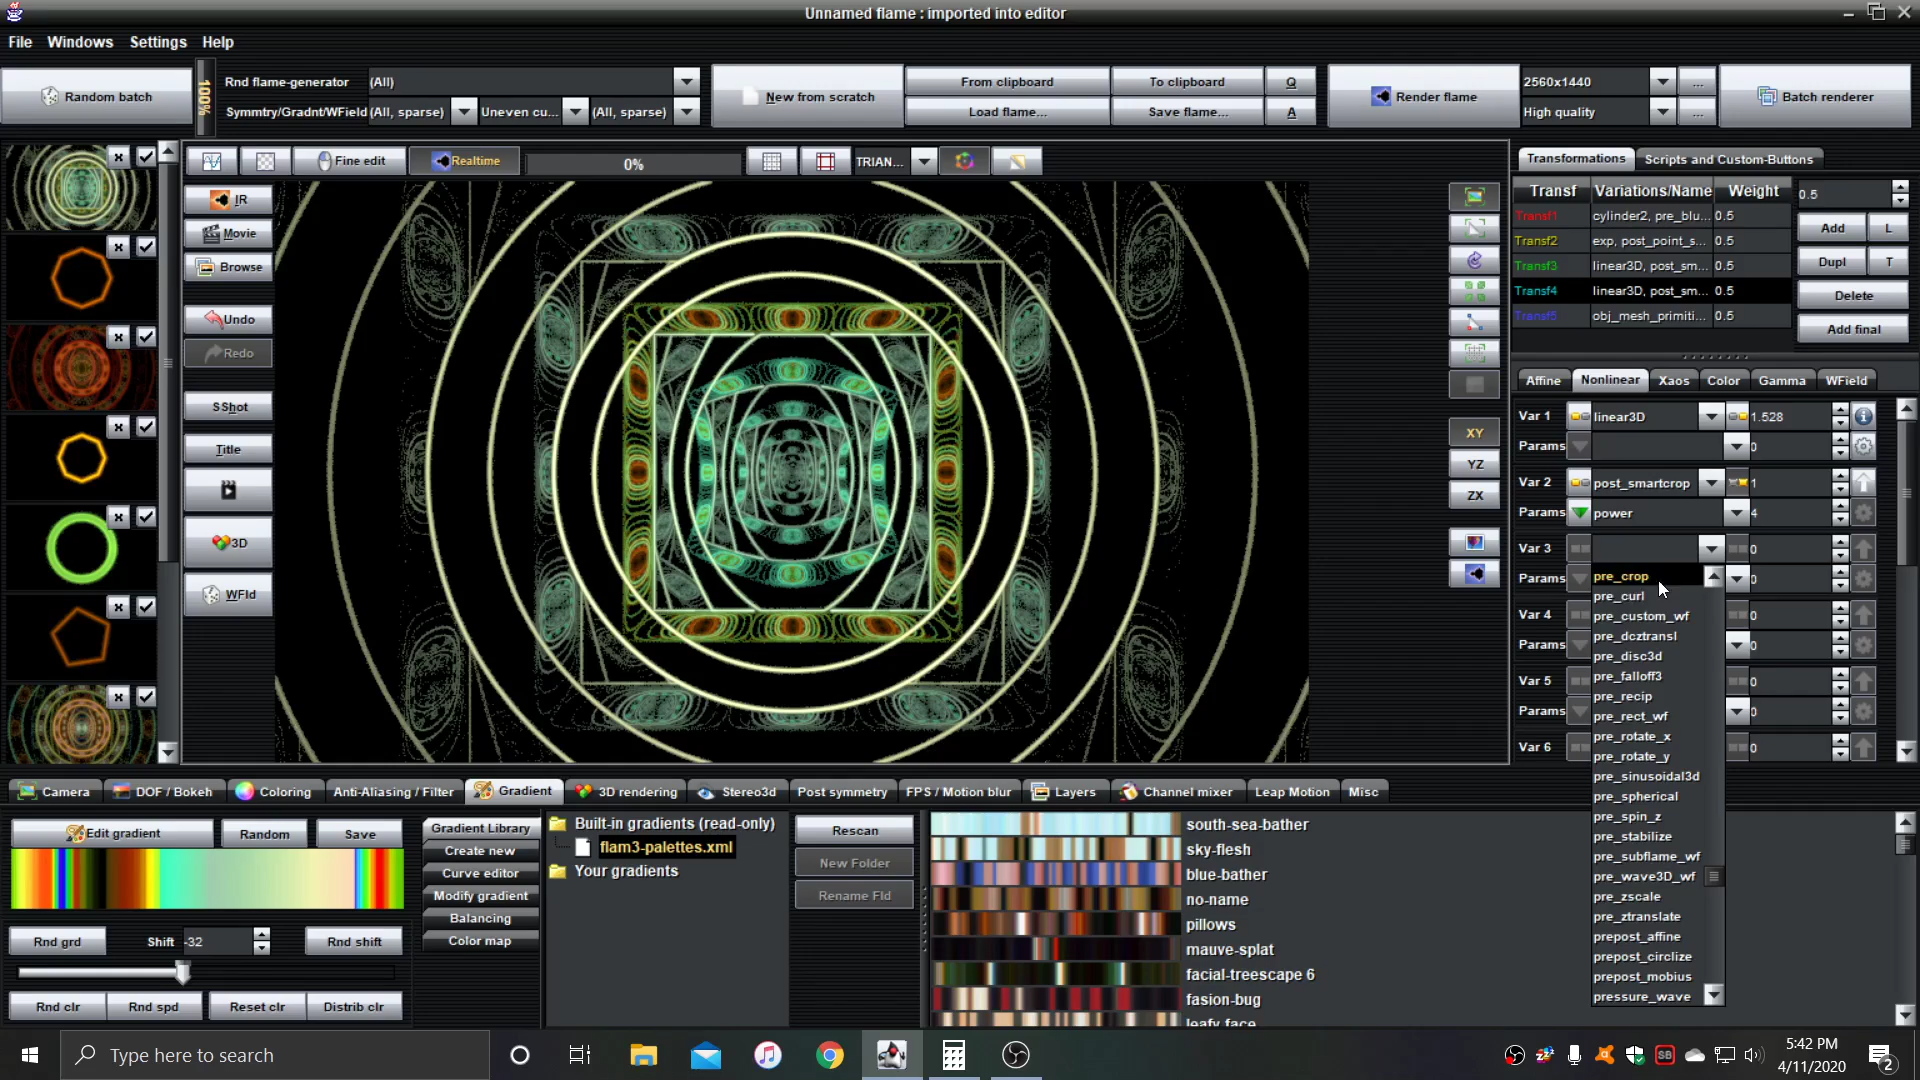 Unnamed flame : imported into editor
File Windows Settings Help
Random batch
100%
Rnd flame-generator (All)
Symmtry/Gradnt/WField (All, sparse) Uneven cu... (All, sparse)
New from scratch
From clipboard To clipboard Q
Load flame... Save flame... A
Render flame
2560x1440 ...
High quality ...
Batch renderer
Fine edit Realtime 0% TRIAN...
IR
Movie
Browse
Undo
Redo
SShot
Title
3D
WFld
XY
YZ
ZX
Transformations Scripts and Custom-Buttons
Transf Variations/Name Weight 0.5
Transf1 cylinder2, pre_blu... 0.5
Transf2 exp, post_point_s... 0.5
Transf3 linear3D, post_sm... 0.5
Transf4 linear3D, post_sm... 0.5
Transf5 obj_mesh_primiti... 0.5
Add L
Dupl T
Delete
Add final
Affine Nonlinear Xaos Color Gamma WField
Var 1 linear3D 1.528
Params 0
Var 2 post_smartcrop 1
Params power 4
Var 3 0
Params 0
Var 4 0
Params 0
Var 5 0
Params 0
Var 6 0
pre_crop
pre_curl
pre_custom_wf
pre_dcztransl
pre_disc3d
pre_falloff3
pre_recip
pre_rect_wf
pre_rotate_x
pre_rotate_y
pre_sinusoidal3d
pre_spherical
pre_spin_z
pre_stabilize
pre_subflame_wf
pre_wave3D_wf
pre_zscale
pre_ztranslate
prepost_affine
prepost_circlize
prepost_mobius
pressure_wave
Camera DOF / Bokeh Coloring Anti-Aliasing / Filter Gradient 3D rendering Stereo3d Post symmetry FPS / Motion blur Layers Channel mixer Leap Motion Misc
Edit gradient Random Save
Rnd grd Shift -32 Rnd shift
Rnd clr Rnd spd Reset clr Distrib clr
Gradient Library
Create new
Curve editor
Modify gradient
Balancing
Color map
Built-in gradients (read-only)
flam3-palettes.xml
Your gradients
Rescan
New Folder
Rename Fld
south-sea-bather
sky-flesh
blue-bather
no-name
pillows
mauve-splat
facial-treescape 6
fasion-bug
leafy face
Type here to search
SB
5:42 PM
4/11/2020
2